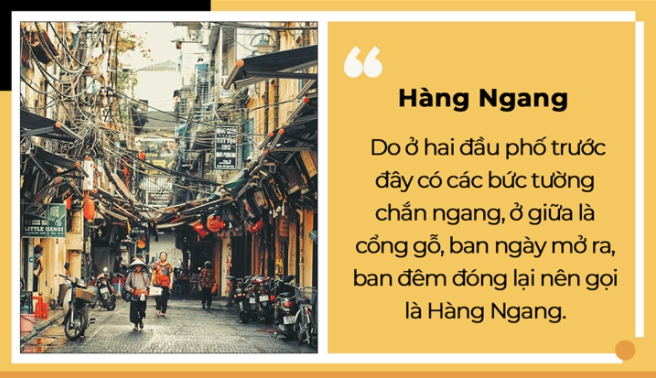 Hàng Ngang
Do ở hai đầu phố trước
đây có các bức tường
chắn ngang, ở giữa là
cổng gỗ, ban ngày mở ra,
ban đêm đóng lại nên gọi
là Hàng Ngang.
LITTLE HANOI
TATTOO